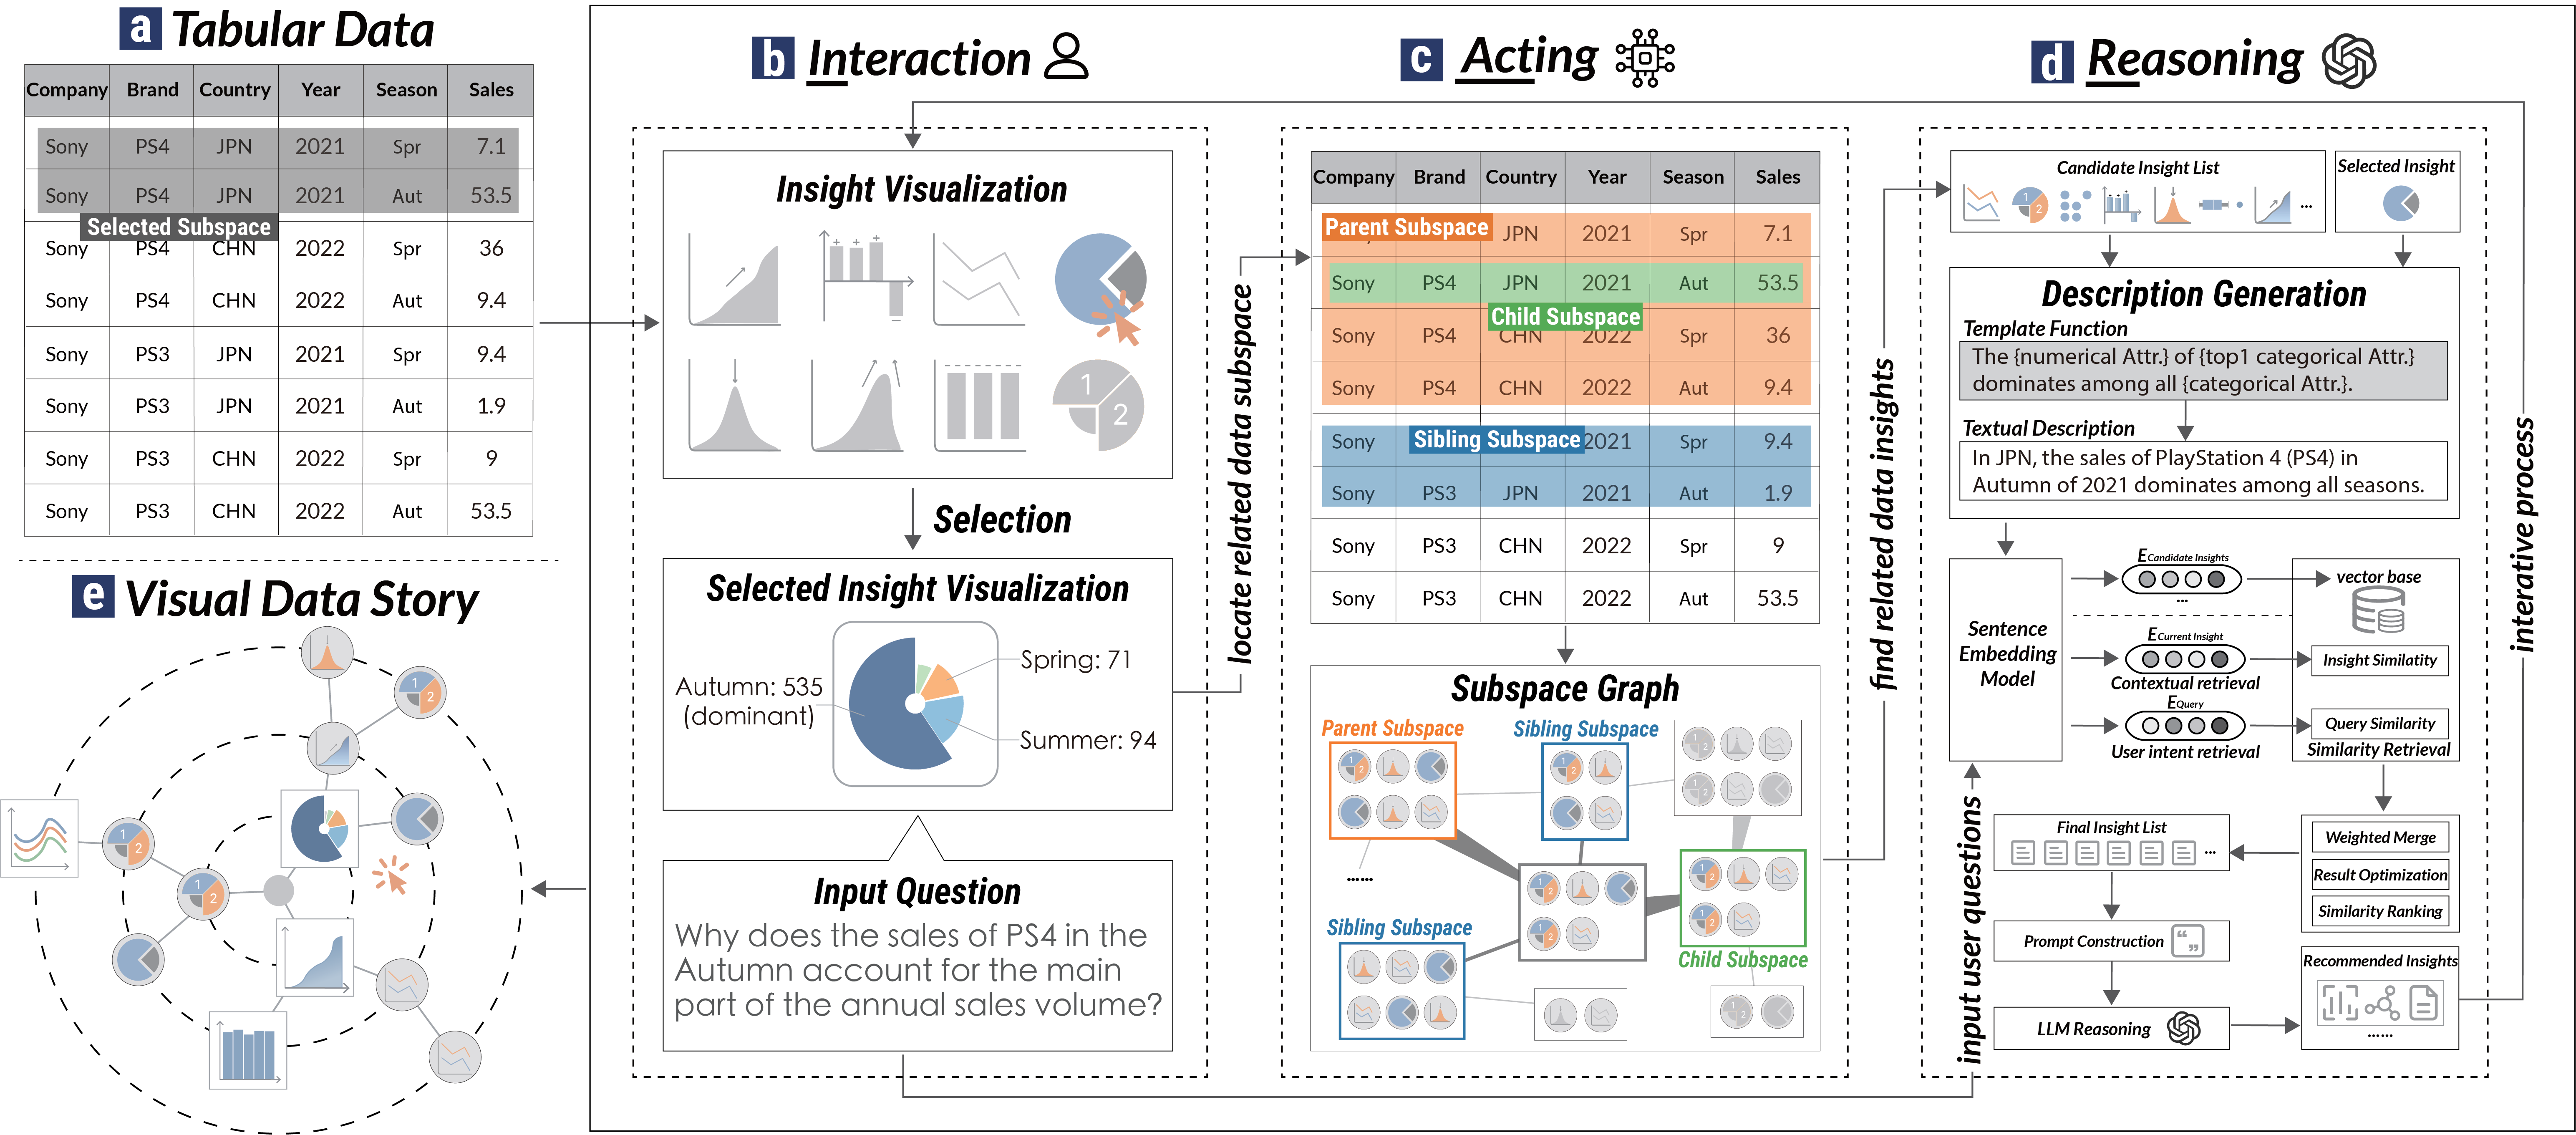 a Tabular Data
Company Brand Country Year Season Sales
Sony PS4 JPN 2021 Spr 7.1
Sony PS4 JPN 2021 Aut 53.5
Selected Subspace
Sony PS4 CHN 2022 Spr 36
Sony PS4 CHN 2022 Aut 9.4
Sony PS3 JPN 2021 Spr 9.4
Sony PS3 JPN 2021 Aut 1.9
Sony PS3 CHN 2022 Spr 9
Sony PS3 CHN 2022 Aut 53.5
e Visual Data Story
1 2
1 2
1 2
b Interaction
Insight Visualization
+ + +
−
1 2
Selection
Selected Insight Visualization
Autumn: 535
(dominant)
Spring: 71
Summer: 94
Input Question
Why does the sales of PS4 in the
Autumn account for the main
part of the annual sales volume?
locate related data subspace
c Acting
Company Brand Country Year Season Sales
Parent Subspace JPN 2021 Spr 7.1
Sony PS4 JPN 2021 Aut 53.5
Child Subspace
Sony PS4 CHN 2022 Spr 36
Sony PS4 CHN 2022 Aut 9.4
Sony Sibling Subspace 2021 Spr 9.4
Sony PS3 JPN 2021 Aut 1.9
Sony PS3 CHN 2022 Spr 9
Sony PS3 CHN 2022 Aut 53.5
Subspace Graph
Parent Subspace
Sibling Subspace
......
Sibling Subspace
Child Subspace
find related data insights
d Reasoning
Candidate Insight List
1 2
...
Selected Insight
Description Generation
Template Function
The {numerical Attr.} of {top1 categorical Attr.}
dominates among all {categorical Attr.}.
Textual Description
In JPN, the sales of PlayStation 4 (PS4) in
Autumn of 2021 dominates among all seasons.
Sentence
Embedding
Model
E Candidate Insights
...
vector base
E Current Insight
Contextual retrieval
Insight Similatity
E Query
User intent retrieval
Query Similarity
Similarity Retrieval
Weighted Merge
Result Optimization
Similarity Ranking
Final Insight List
...
Prompt Construction
LLM Reasoning
Recommended Insights
......
input user questions
interative process